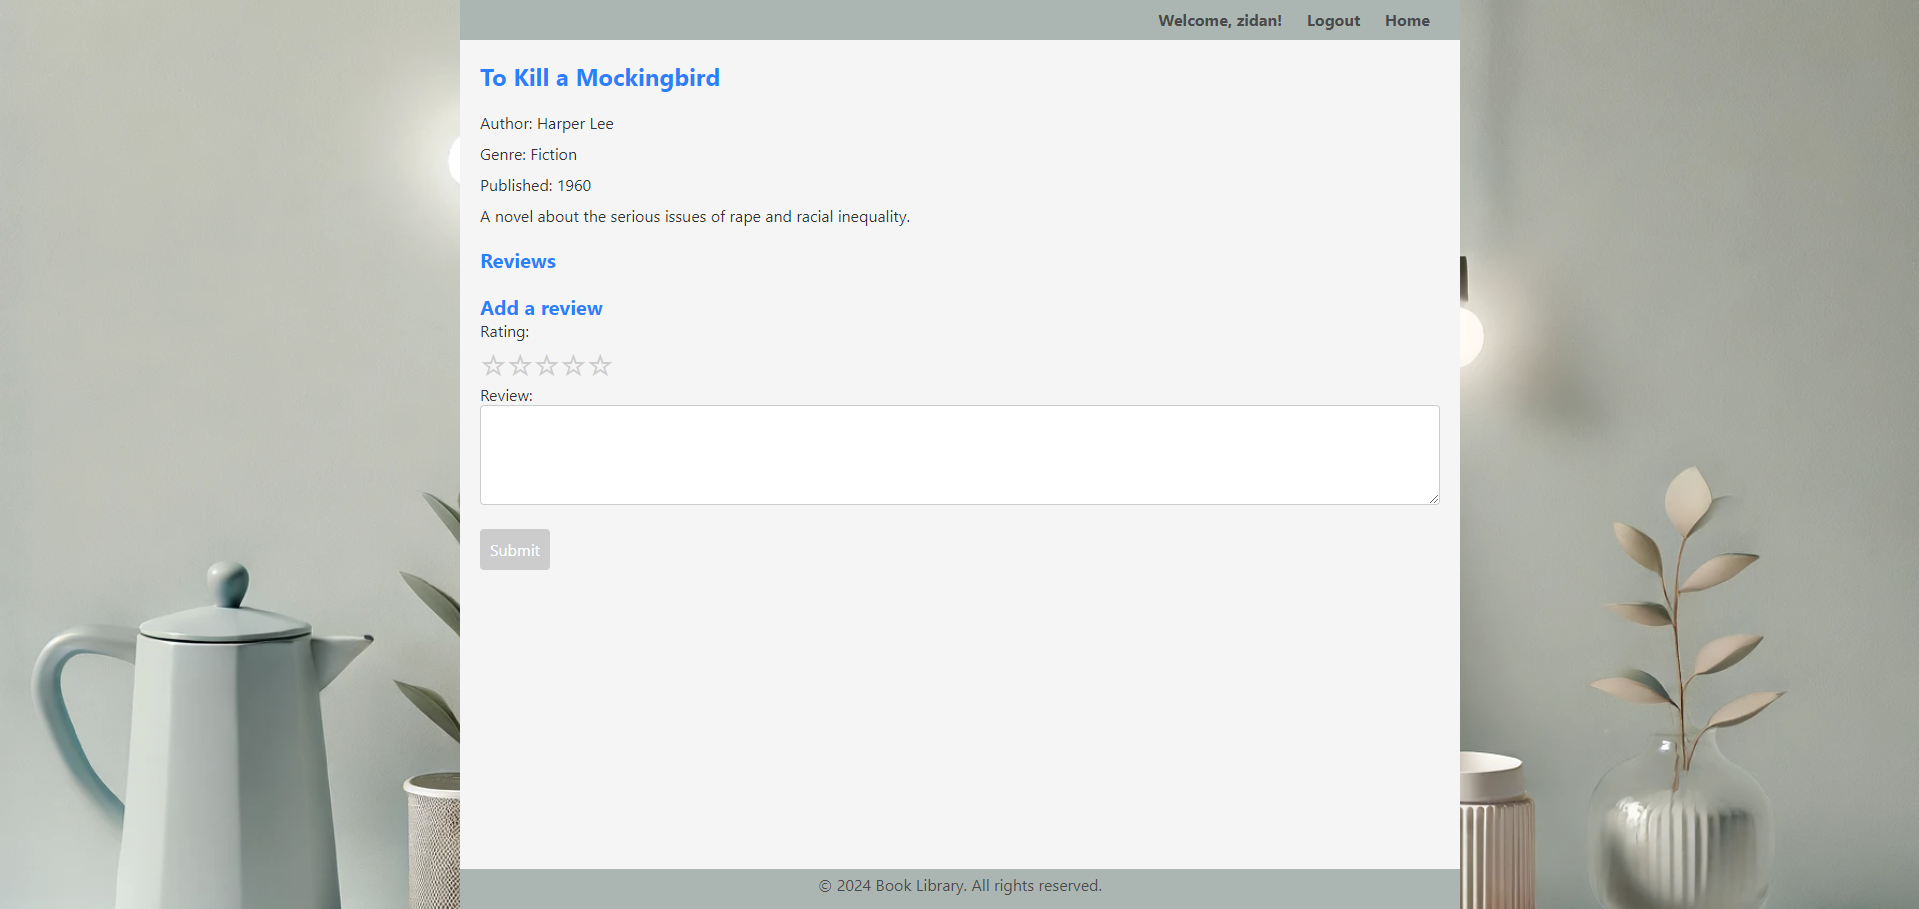 Welcome, zidan! Logout Home
To Kill a Mockingbird
Author: Harper Lee
Genre: Fiction
Published: 1960
A novel about the serious issues of rape and racial inequality.
Reviews
Add a review
Rating:
☆☆☆☆☆
Review:
Submit
© 2024 Book Library. All rights reserved.